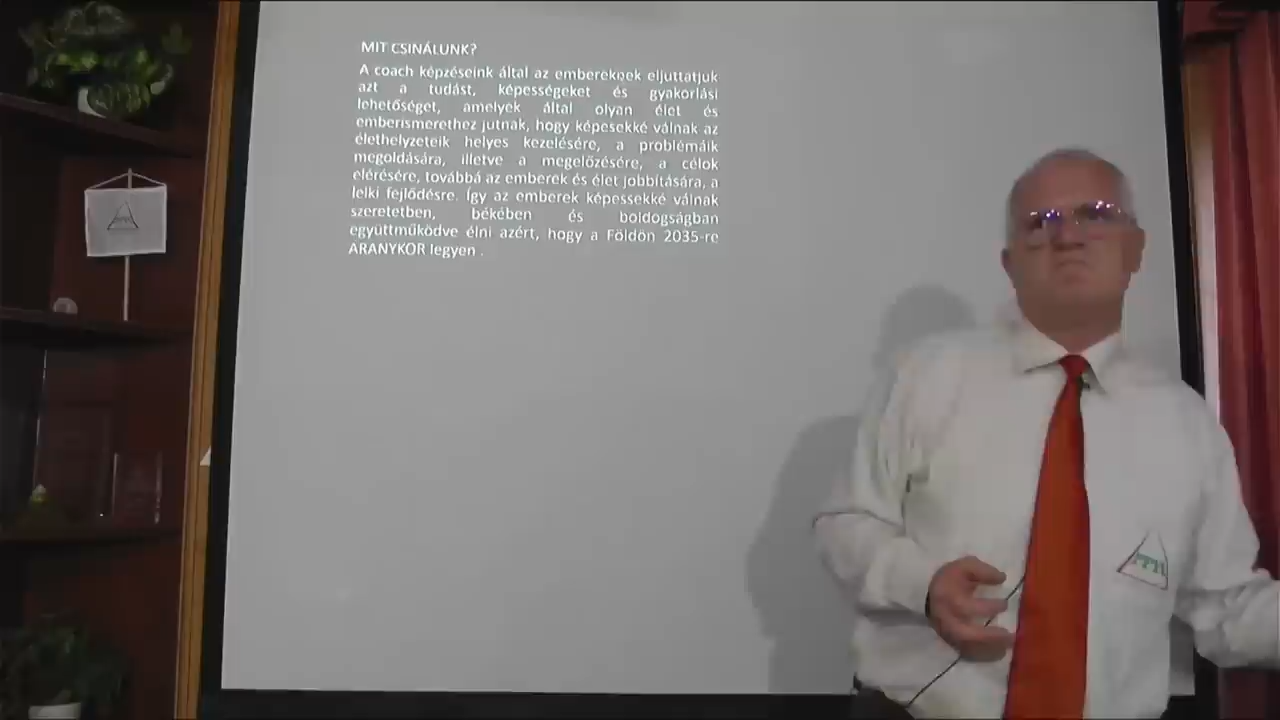 MIT CSINÁLUNK?
A coach képzéseink által az embereknek eljuttatjuk
azt a tudást, képességeket és gyakorlási
lehetőséget, amelyek által olyan élet és
emberismerethez jutnak, hogy képesekké válnak az
élethelyzeteik helyes kezelésére, a problémáik
megoldására, illetve a megelőzésére, a célok
elérésére, továbbá az emberek és élet jobbítására, a
lelki fejlődésre. Így az emberek képessekké válnak
szeretetben, békében és boldogságban
együttműködve élni azért, hogy a Földön 2035-re
ARANYKOR legyen .